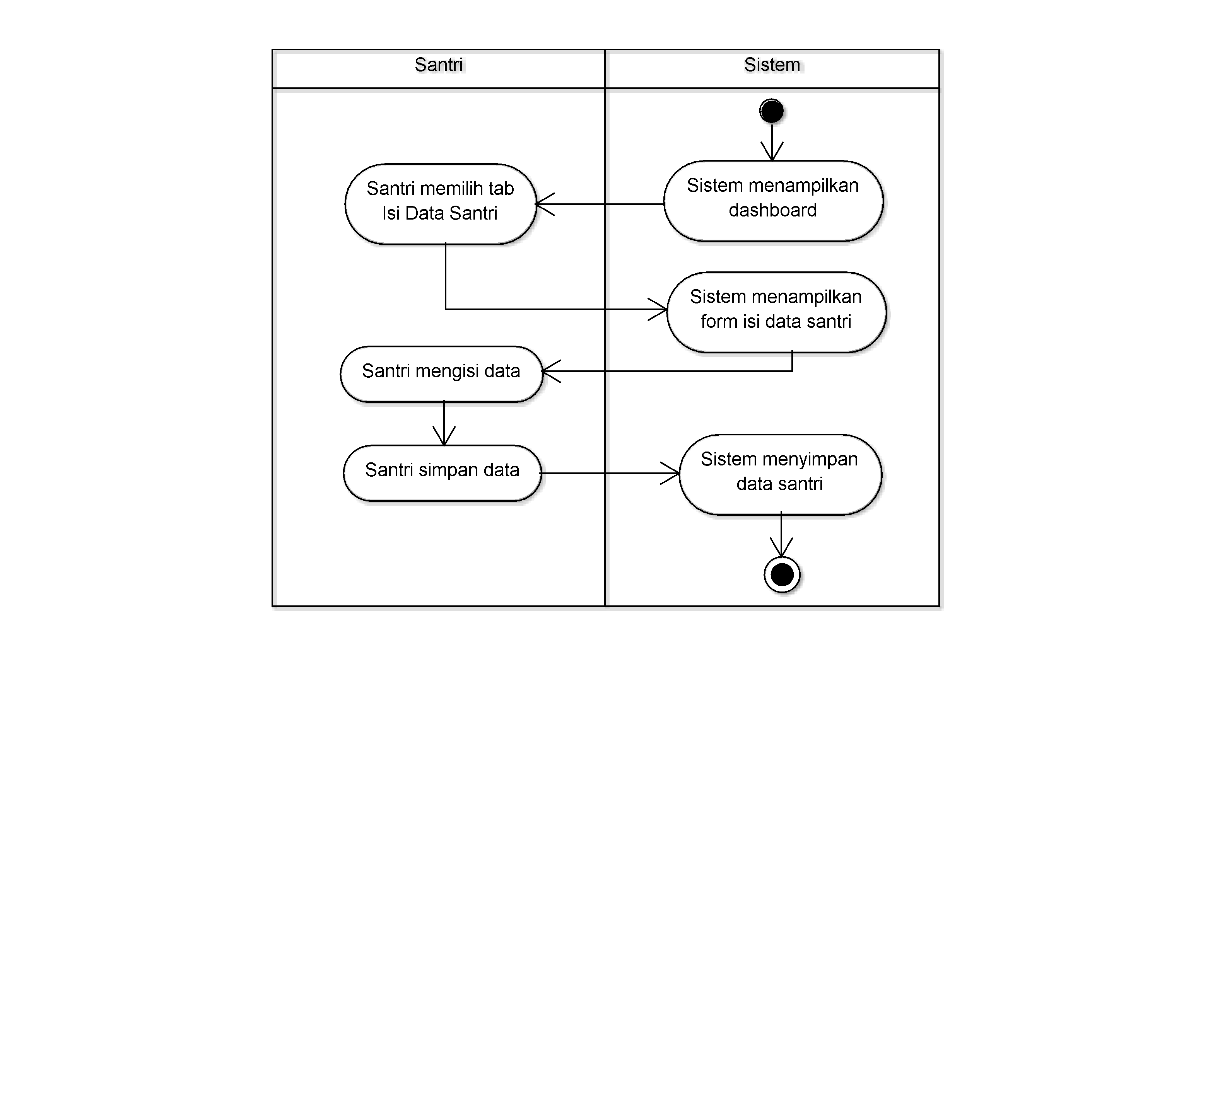 Santri
Sistem
Sistem menampilkan
dashboard
Santri memilih tab
Isi Data Santri
Sistem menampilkan
form isi data santri
Santri mengisi data
Santri simpan data
Sistem menyimpan
data santri